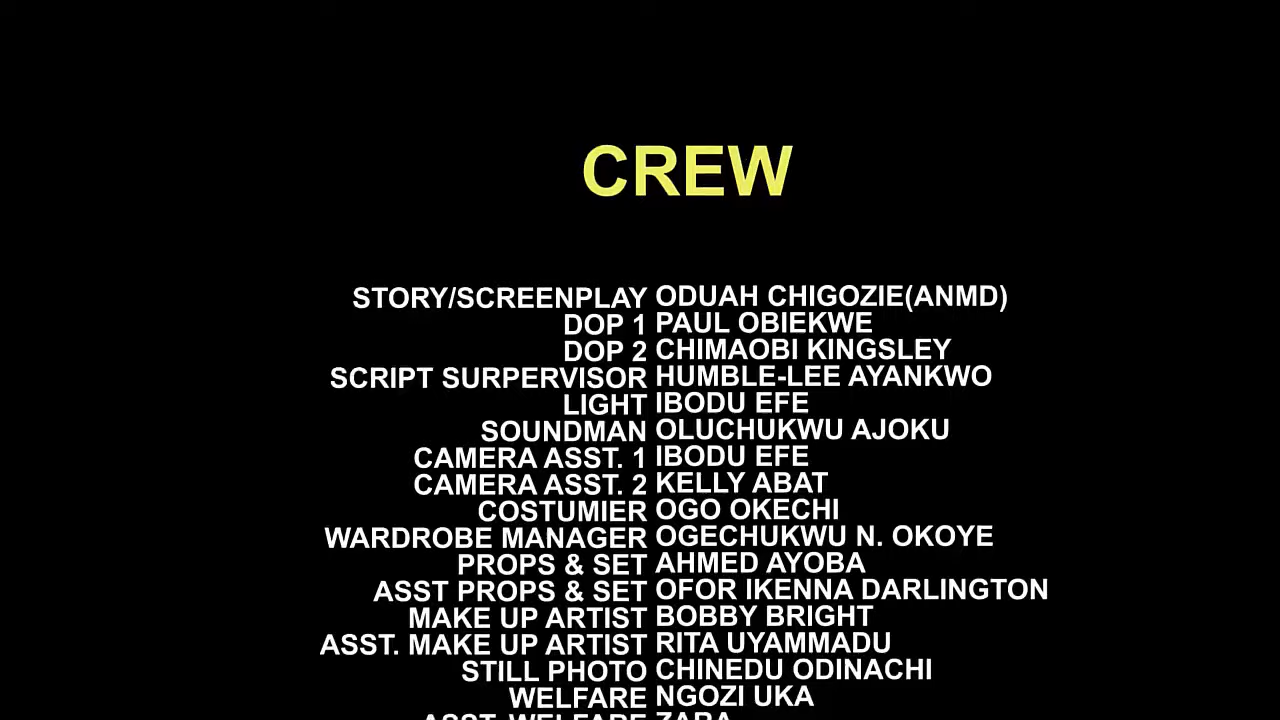 CREW
STORY/SCREENPLAY ODUAH CHIGOZIE(ANMD)
DOP 1 PAUL OBIEKWE
DOP 2 CHIMAOBI KINGSLEY
SCRIPT SURPERVISOR HUMBLE-LEE AYANKWO
LIGHT IBODU EFE
SOUNDMAN OLUCHUKWU AJOKU
CAMERA ASST. 1 IBODU EFE
CAMERA ASST. 2 KELLY ABAT
COSTUMIER OGO OKECHI
WARDROBE MANAGER OGECHUKWU N. OKOYE
PROPS & SET AHMED AYOBA
ASST PROPS & SET OFOR IKENNA DARLINGTON
MAKE UP ARTIST BOBBY BRIGHT
ASST. MAKE UP ARTIST RITA UYAMMADU
STILL PHOTO CHINEDU ODINACHI
WELFARE NGOZI UKA
ASST. WELFARE ZARA